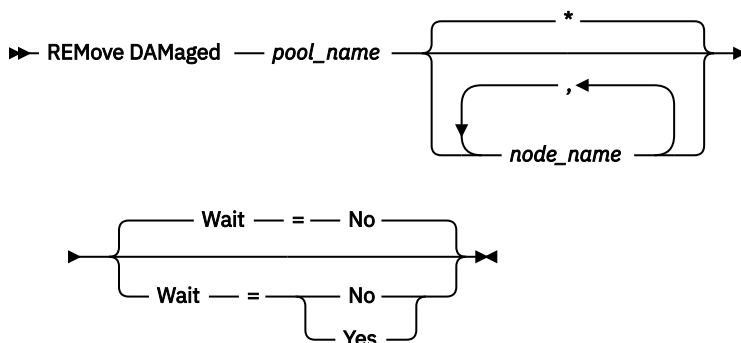 *
REMove DAMaged pool_name
,
node_name
Wait = No
Wait = No
Yes